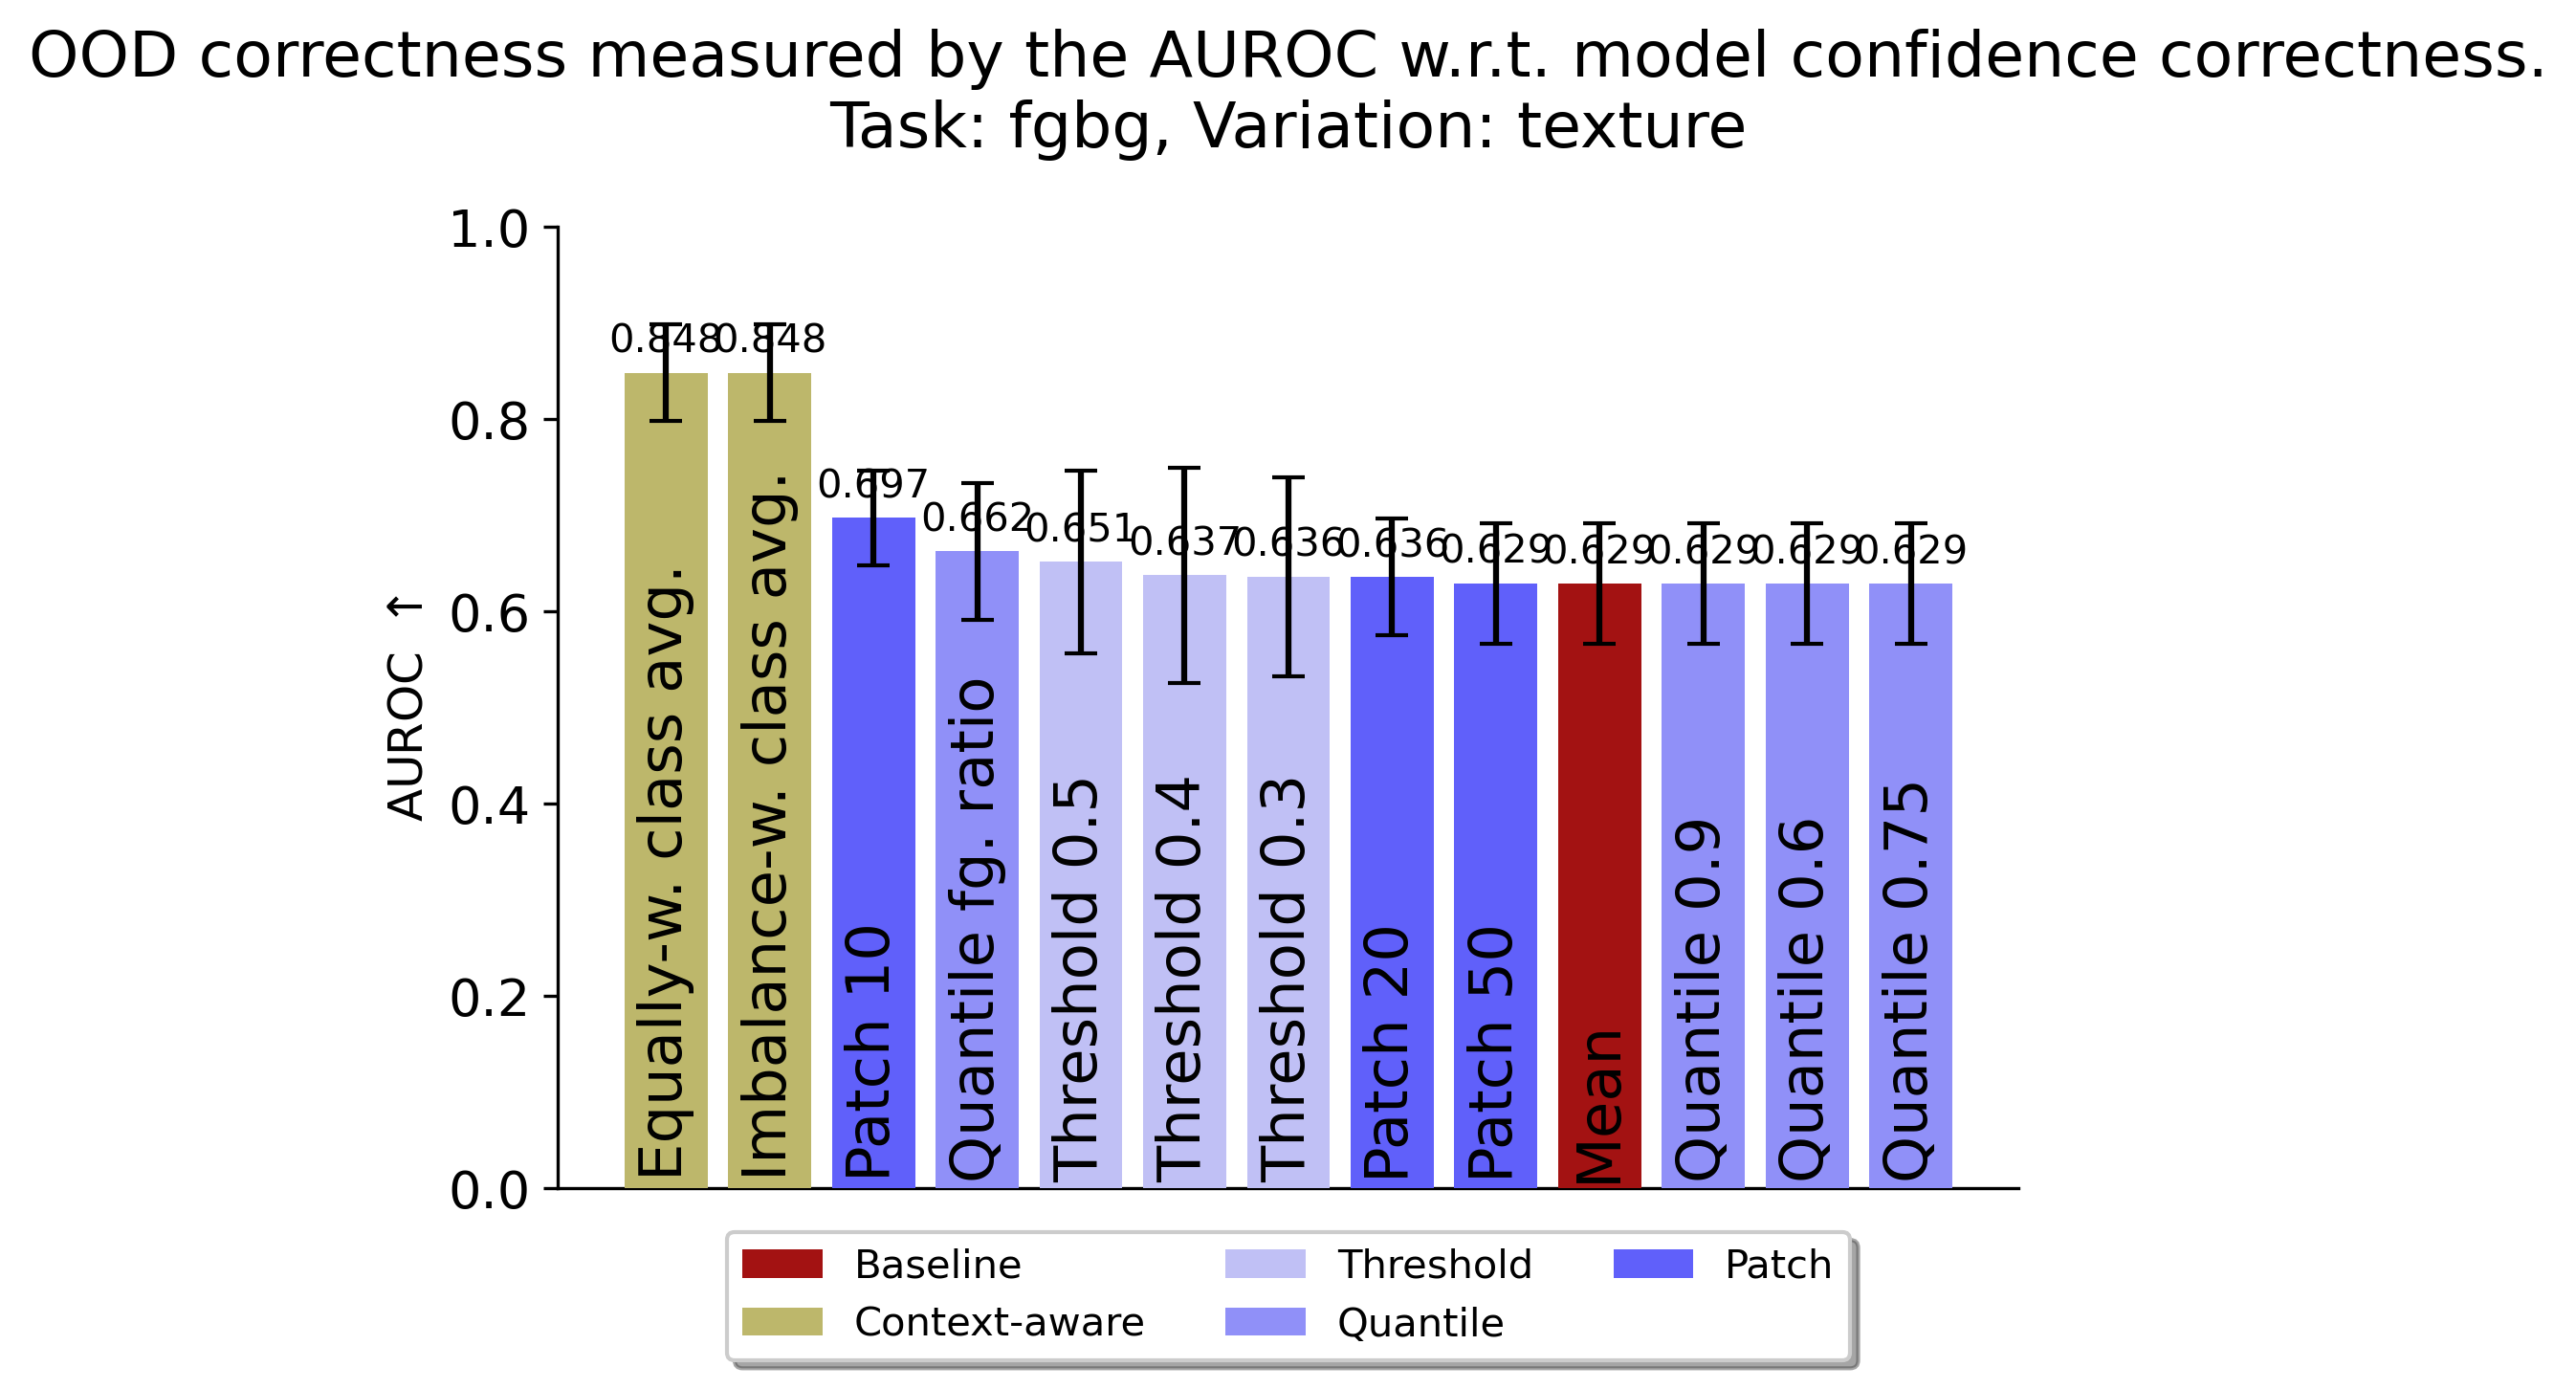 OOD correctness measured by the AUROC w.r.t. model confidence correctness.
Task: fgbg, Variation: texture
AUROC ↑
1.0
0.8
0.6
0.4
0.2
0.0
0.848
0.848
0.697
0.662
0.651
0.637
0.636
0.636
0.629
0.629
0.629
0.629
0.629
Equally-w. class avg.
Imbalance-w. class avg.
Patch 10
Quantile fg. ratio
Threshold 0.5
Threshold 0.4
Threshold 0.3
Patch 20
Patch 50
Mean
Quantile 0.9
Quantile 0.6
Quantile 0.75
Baseline
Context-aware
Threshold
Quantile
Patch